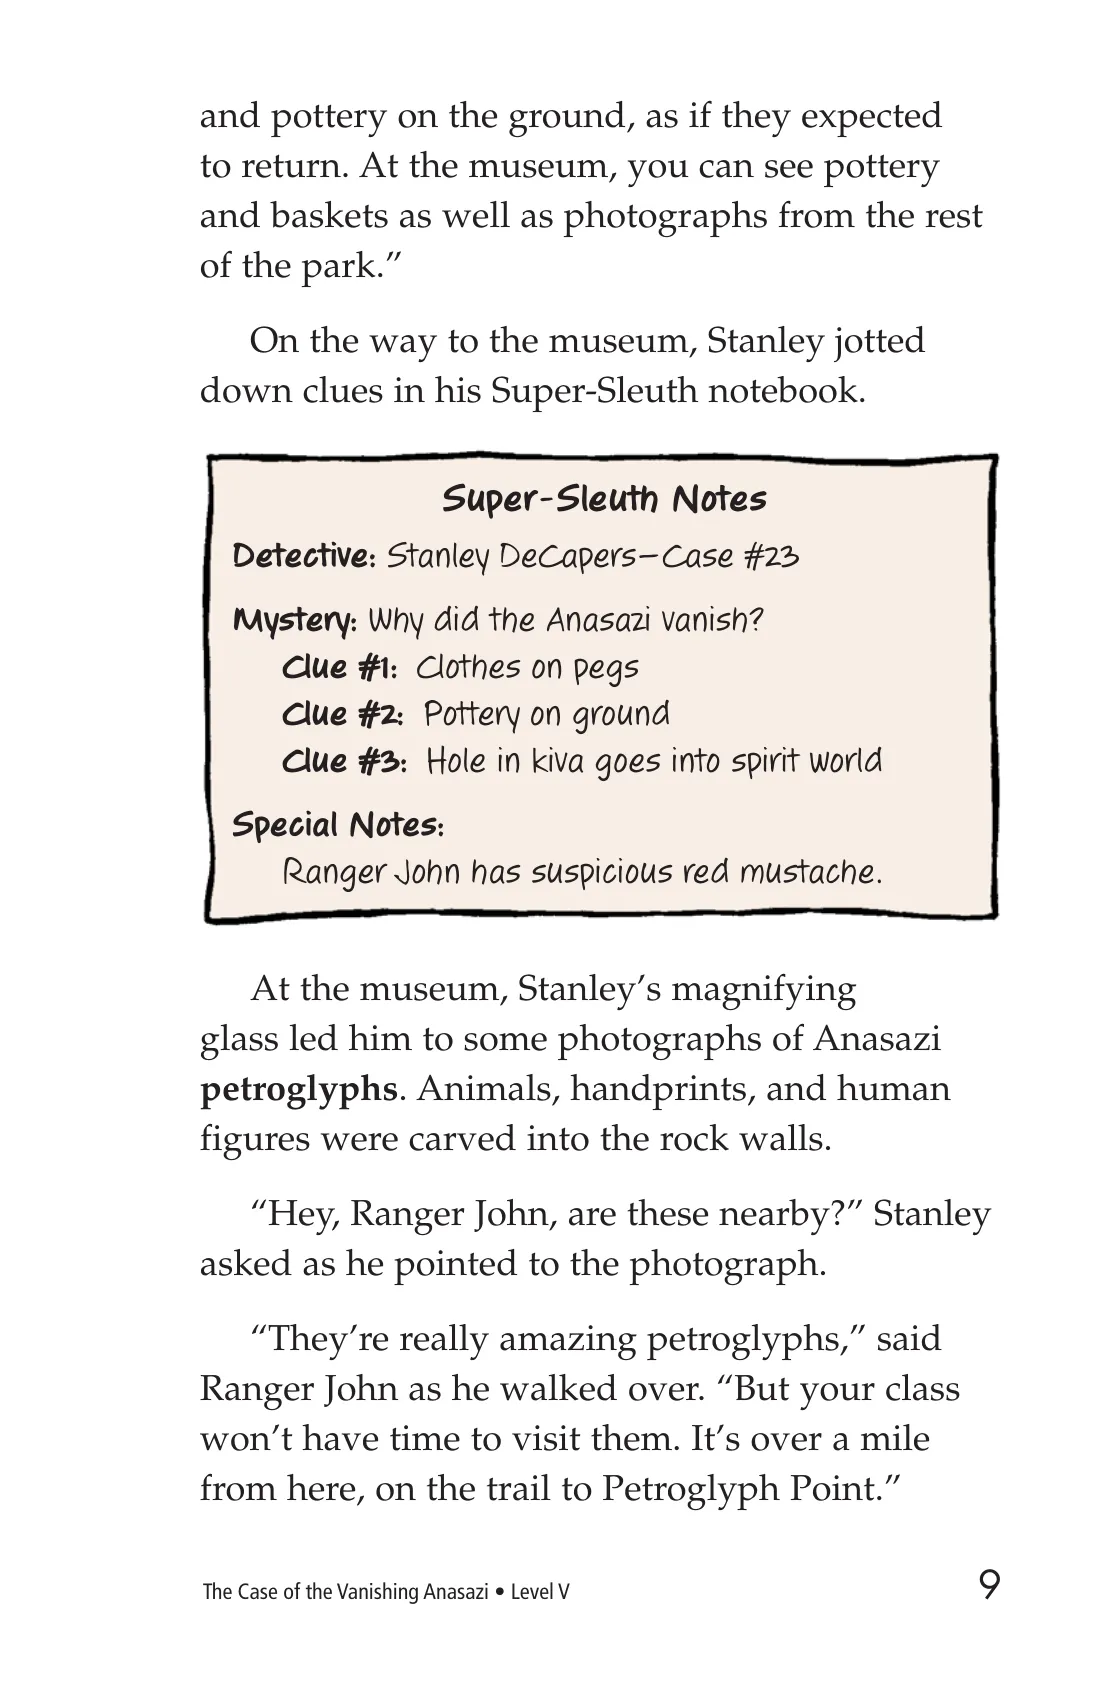 and pottery on the ground, as if they expected
to return. At the museum, you can see pottery
and baskets as well as photographs from the rest
of the park.”
On the way to the museum, Stanley jotted
down clues in his Super-Sleuth notebook.
Super-Sleuth Notes
Detective: Stanley DeCapers—Case #23
Mystery: Why did the Anasazi vanish?
Clue #1: Clothes on pegs
Clue #2: Pottery on ground
Clue #3: Hole in kiva goes into spirit world
Special Notes:
Ranger John has suspicious red mustache.
At the museum, Stanley’s magnifying
glass led him to some photographs of Anasazi
petroglyphs. Animals, handprints, and human
figures were carved into the rock walls.
“Hey, Ranger John, are these nearby?” Stanley
asked as he pointed to the photograph.
“They’re really amazing petroglyphs,” said
Ranger John as he walked over. “But your class
won’t have time to visit them. It’s over a mile
from here, on the trail to Petroglyph Point.”
The Case of the Vanishing Anasazi • Level V 9